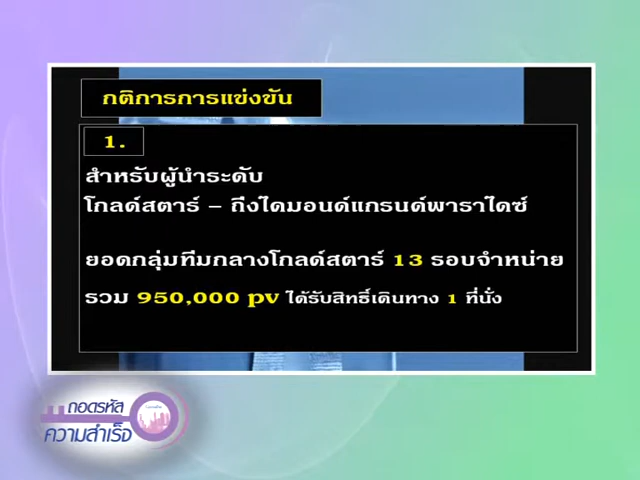 กติการการแข่งขัน
1.
สำหรับผู้นำระดับ
โกลด์สตาร์ – ถึงไดมอนด์แกรนด์พาราไดซ์
ยอดกลุ่มทีมกลางโกลด์สตาร์ 13 รอบจำหน่าย
รวม 950,000 pv ได้รับสิทธิ์เดินทาง 1 ที่นั่ง
ถอดรหัส
ความสำเร็จ